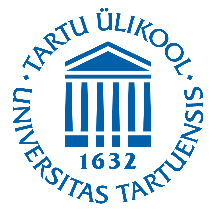 · TARTU ÜLIKOOL ·
UNIVERSITAS TARTUENSIS
1632